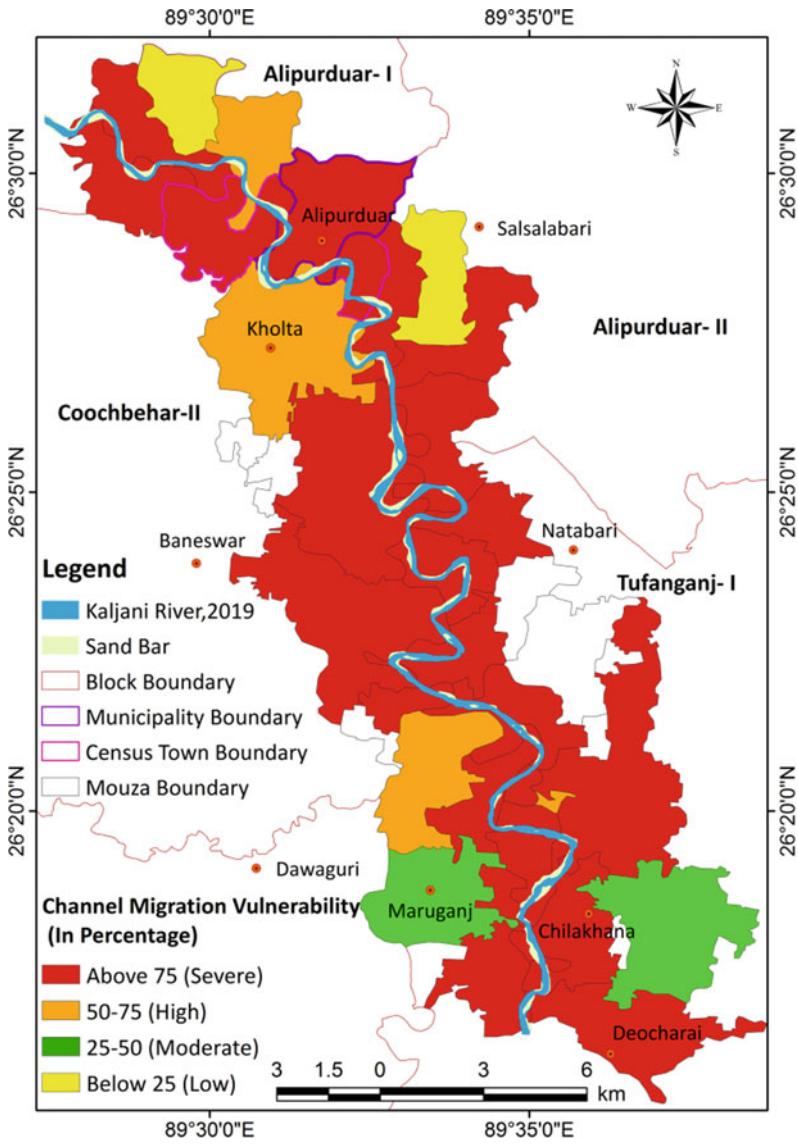 89°30'0"E 89°35'0"E
Alipurduar- I
N
W E
S
26°30'0"N 26°30'0"N
Alipurduar
Salsalabari
Kholta
Alipurduar- II
Coochbehar-II
26°25'0"N 26°25'0"N
Baneswar
Natabari
Legend
Tufanganj- I
Kaljani River,2019
Sand Bar
Block Boundary
Municipality Boundary
Census Town Boundary
Mouza Boundary
26°20'0"N 26°20'0"N
Dawaguri
Maruganj
Chilakhana
Channel Migration Vulnerability
(In Percentage)
Above 75 (Severe)
50-75 (High)
25-50 (Moderate)
Below 25 (Low)
Deocharai
3 1.5 0 3 6
km
89°30'0"E 89°35'0"E